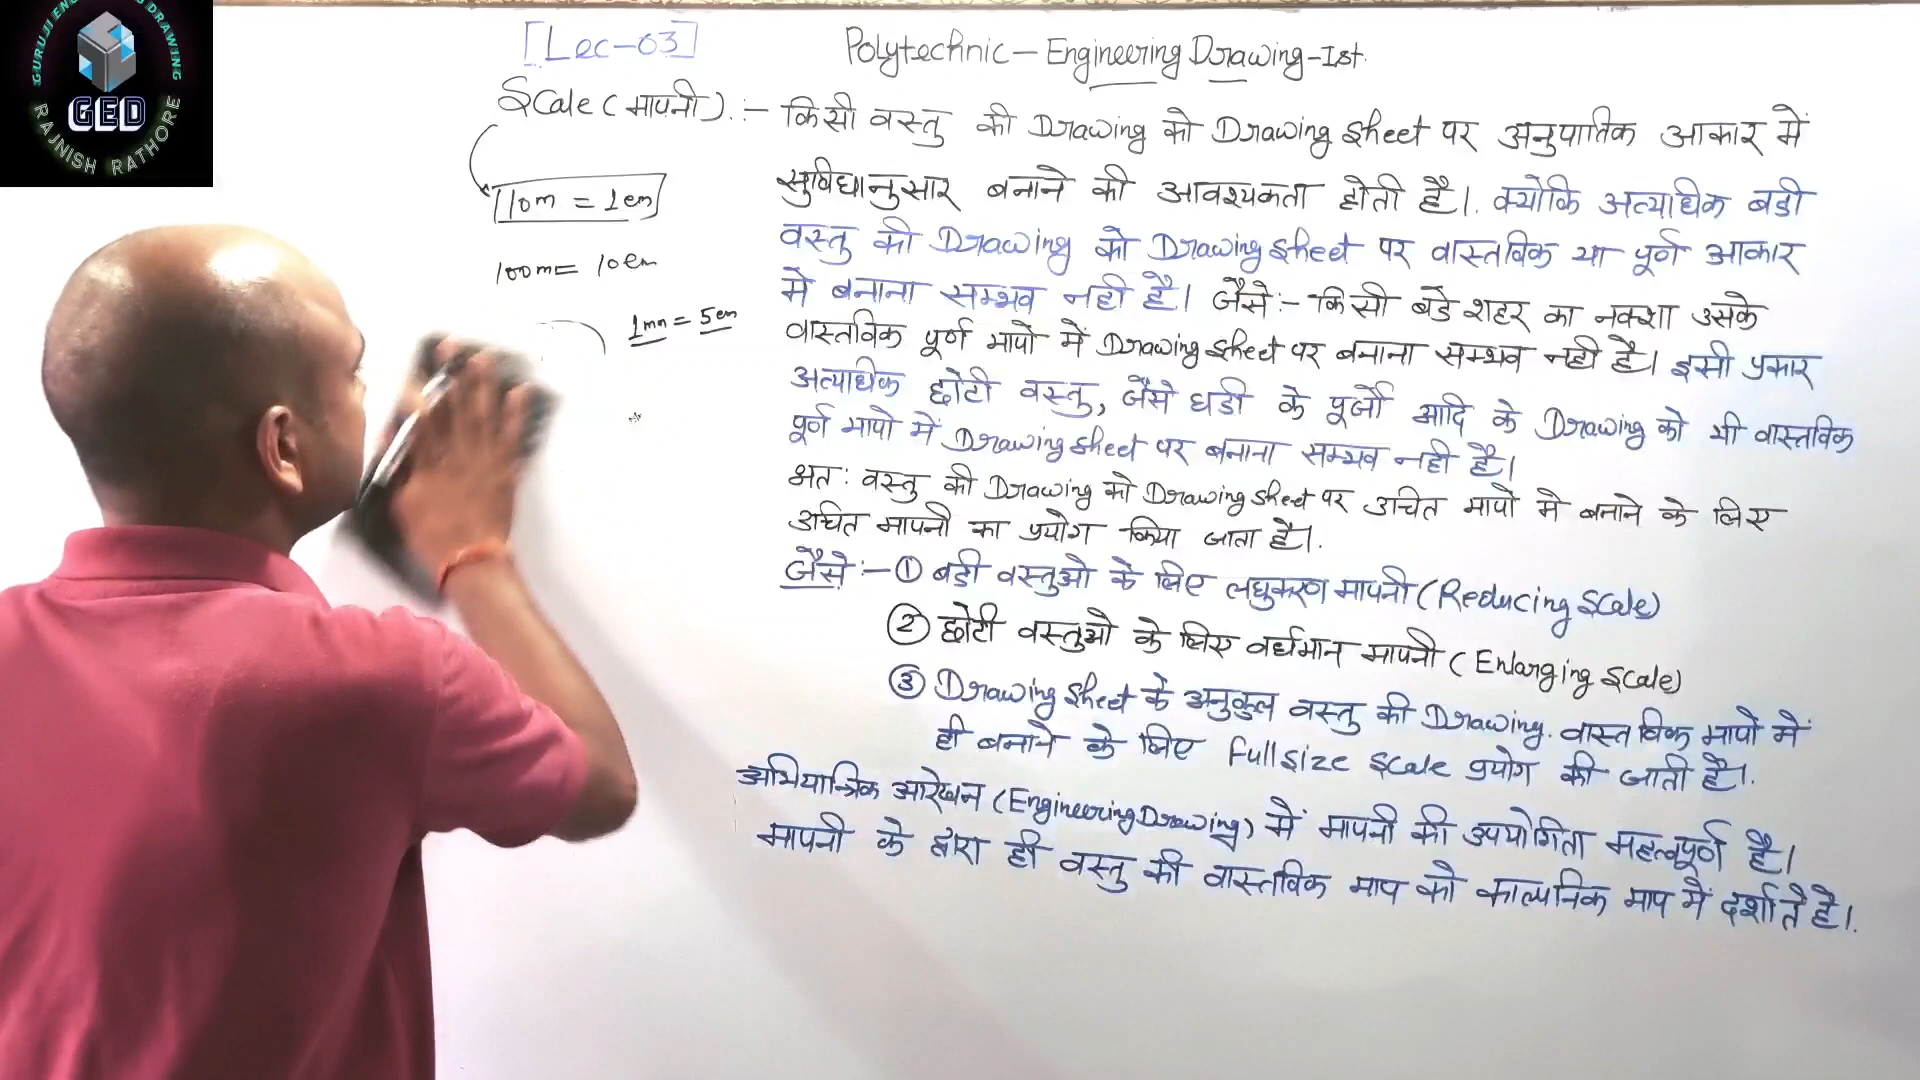 GURUJI EN DRAWING
GED
RAJNISH RATHORE
[Lec-03]
Polytechnic - Engineering Drawing-Ist.
Scale (मापनी) :- किसी वस्तु की Drawing को Drawing sheet पर अनुपातिक आकार में
सुविधानुसार बनाने की आवश्यकता होती है।. क्योंकि अत्याधिक बडी
वस्तु की Drawing को Drawing sheet पर वास्तविक या पूर्ण आकार
मे बनाना सम्भव नही है। जैसे:- किसी बडे शहर का नक्शा उसके
वास्तविक पूर्ण मापो में Drawing sheet पर बनाना सम्भव नही है। इसी प्रकार
अत्याधिक छोटी वस्तु, जैसे घडी के पूर्जो आदि के Drawing को भी वास्तविक
पूर्ण मापो में Drawing sheet पर बनाना सम्भव नही है।
अत: वस्तु की Drawing को Drawing sheet पर उचित मापो मे बनाने के लिए
उचित मापनी का प्रयोग किया जाता है।.
जैसे:- ① बडी वस्तुओ के लिए लघुकरण मापनी (Reducing Scale)
② छोटी वस्तुओ के लिए वर्धमान मापनी (Enlarging Scale)
③ Drawing sheet के अनुकुल वस्तु की Drawing. वास्तविक मापो में
ही बनाने के लिए Full size Scale प्रयोग की जाती है।.
अभियान्त्रिक आरेखन (Engineering Drawing) में मापनी की उपयोगिता महत्वपूर्ण है।
मापनी के द्वारा ही वस्तु की वास्तविक माप को काल्पनिक माप में दर्शाते है।.
10m = 1cm
100m = 10cm
1mm = 5cm